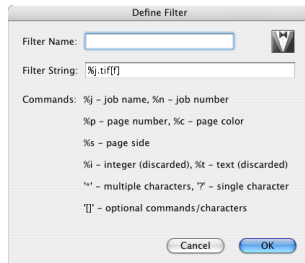 Define Filter
Filter Name:
Filter String: %j.tif[f]
Commands: %j – job name, %n – job number
%p – page number, %c – page color
%s – page side
%i – integer (discarded), %t – text (discarded)
'*' – multiple characters, '?' – single character
'[]' – optional commands/characters
Cancel OK